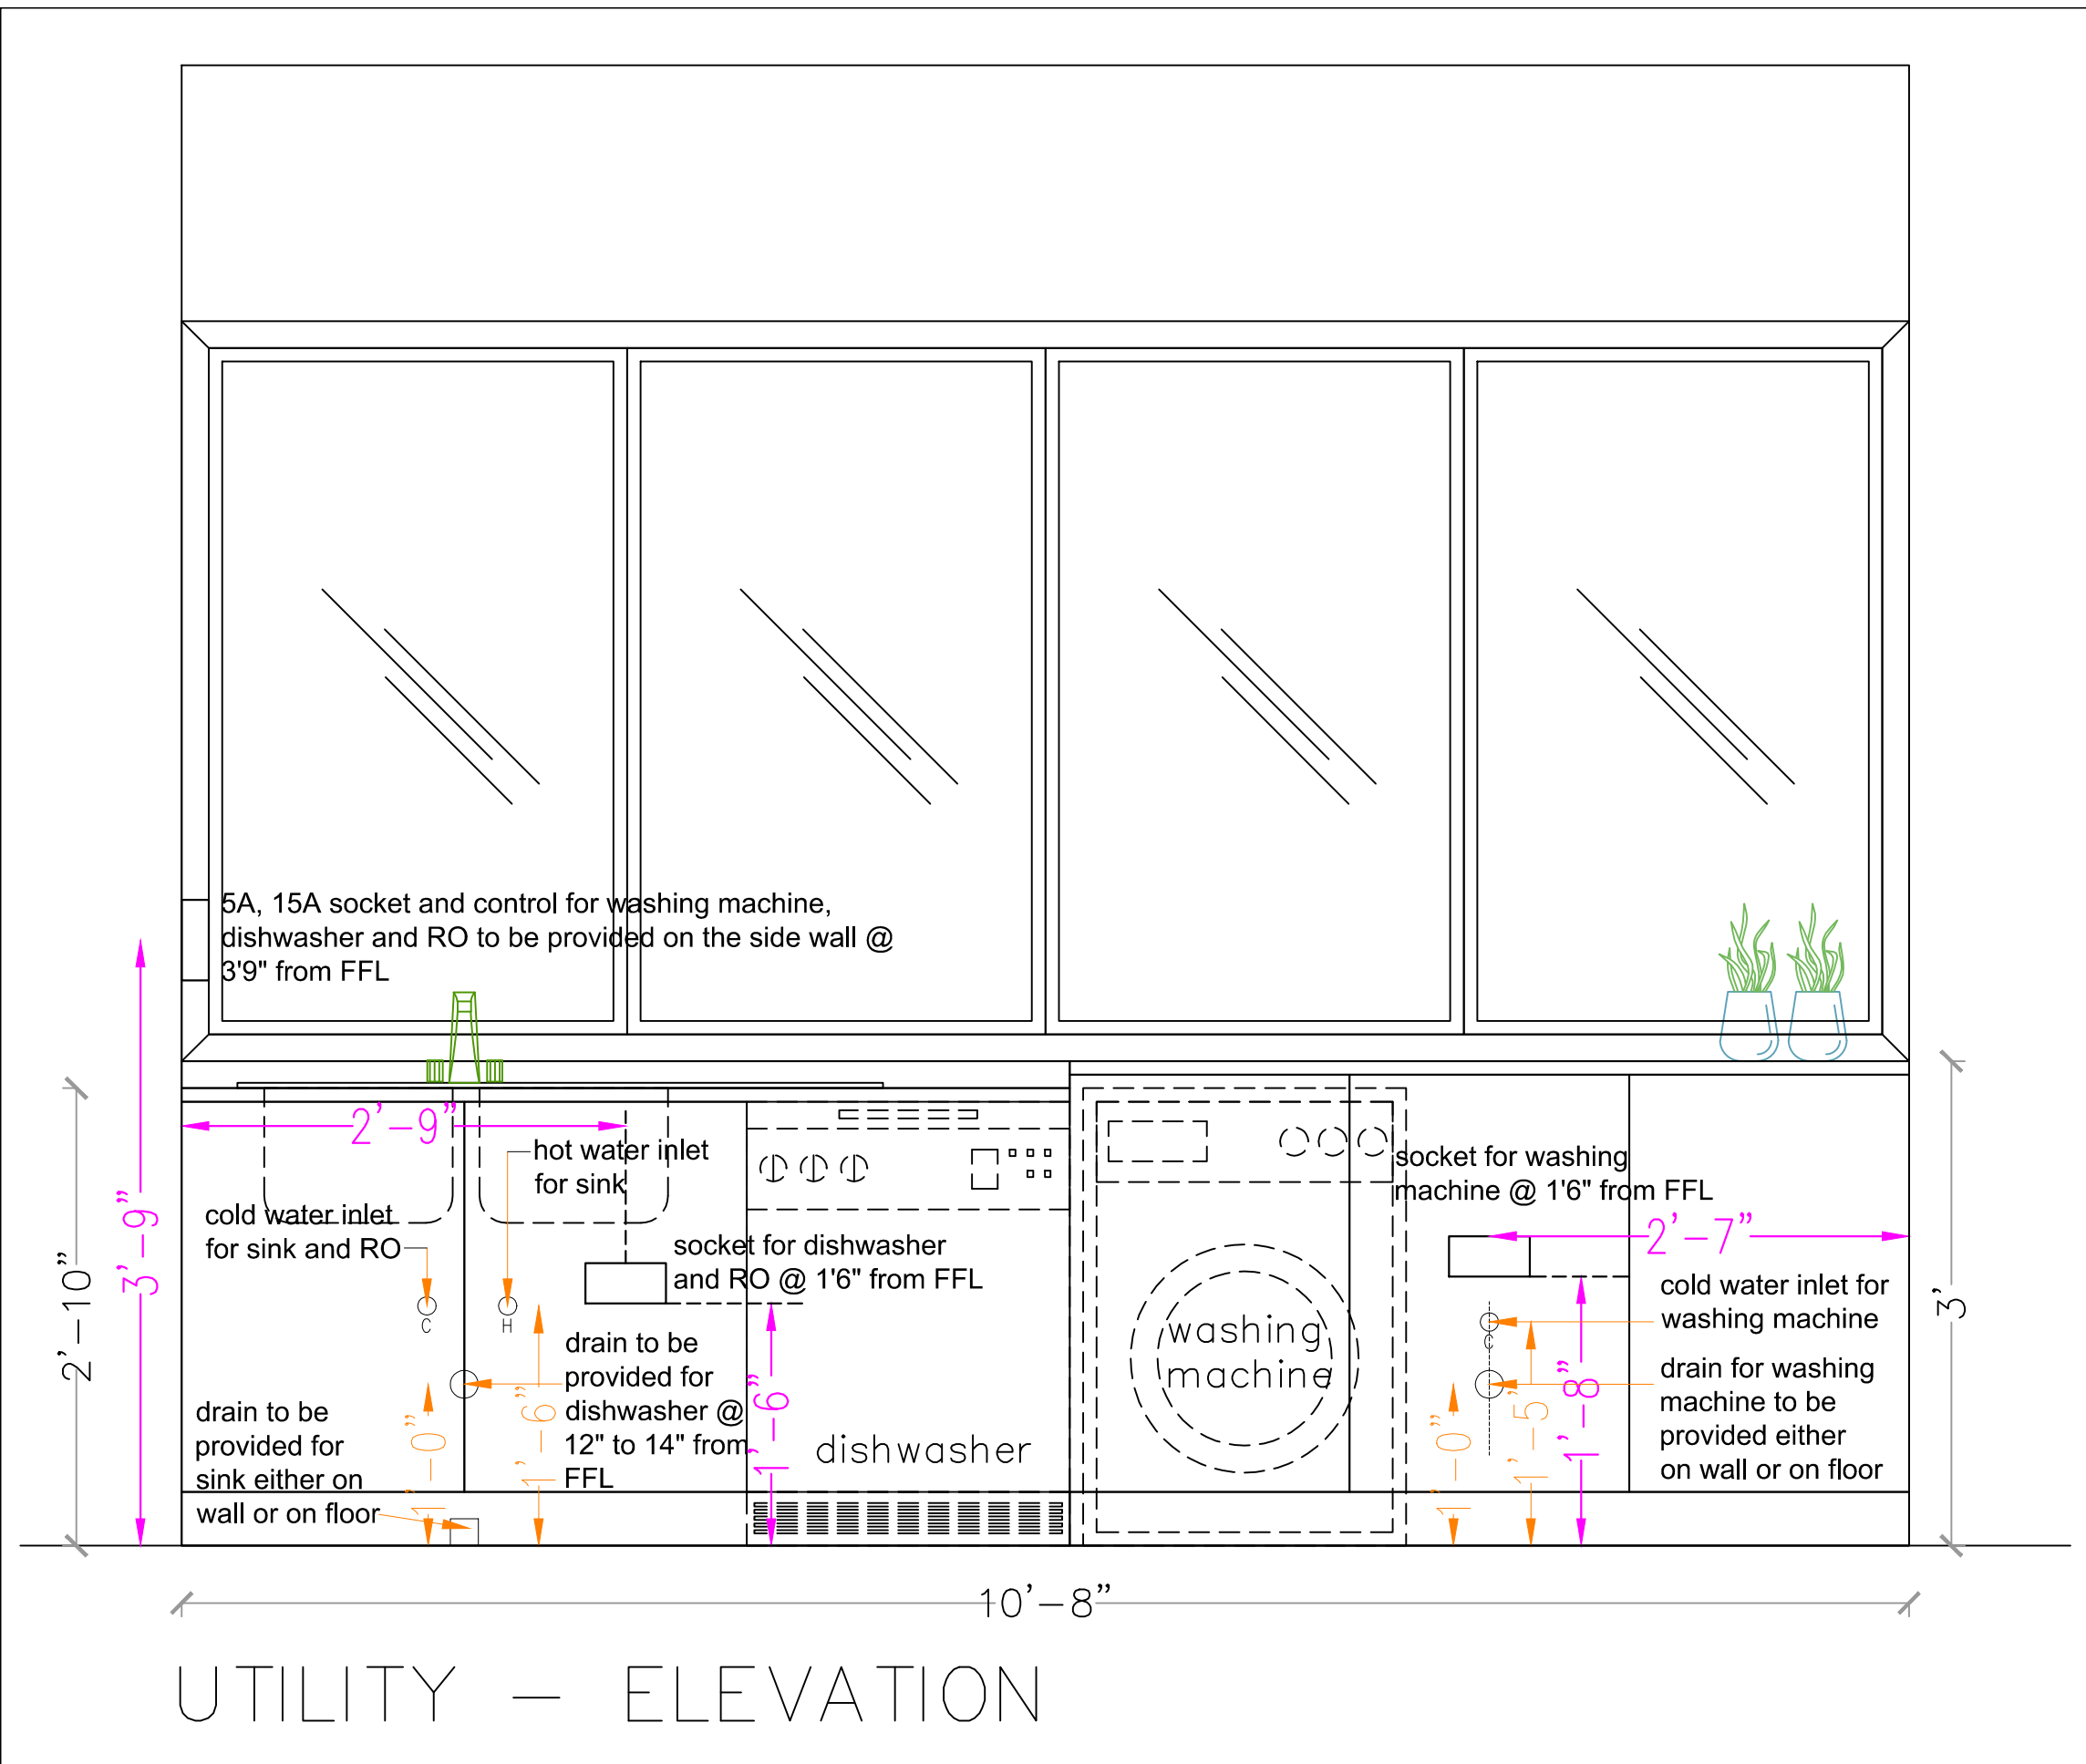 5A, 15A socket and control for washing machine,
dishwasher and RO to be provided on the side wall @
3'9" from FFL
2'-9"
hot water inlet
for sink
cold water inlet
for sink and RO
C
H
socket for dishwasher
and RO @ 1'6" from FFL
socket for washing
machine @ 1'6" from FFL
2'-7"
cold water inlet for
washing machine
C
drain for washing
machine to be
provided either
on wall or on floor
washing
machine
dishwasher
drain to be
provided for
dishwasher @
12" to 14" from
FFL
drain to be
provided for
sink either on
wall or on floor
2'-10"
3'-9"
1'-0"
1'-6"
1'-6"
1'-0"
1'-5"
1'-8"
3'
10'-8"
UTILITY - ELEVATION